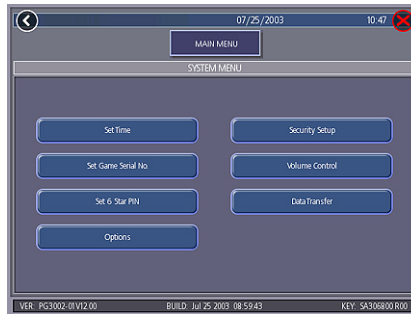 07/25/2003 10:47
MAIN MENU
SYSTEM MENU
Set Time
Security Setup
Set Game Serial No.
Volume Control
Set 6 Star PIN
Data Transfer
Options
VER: PG3002-01V12.00 BUILD: Jul 25 2003 08:59:43 KEY: SA306800 R00